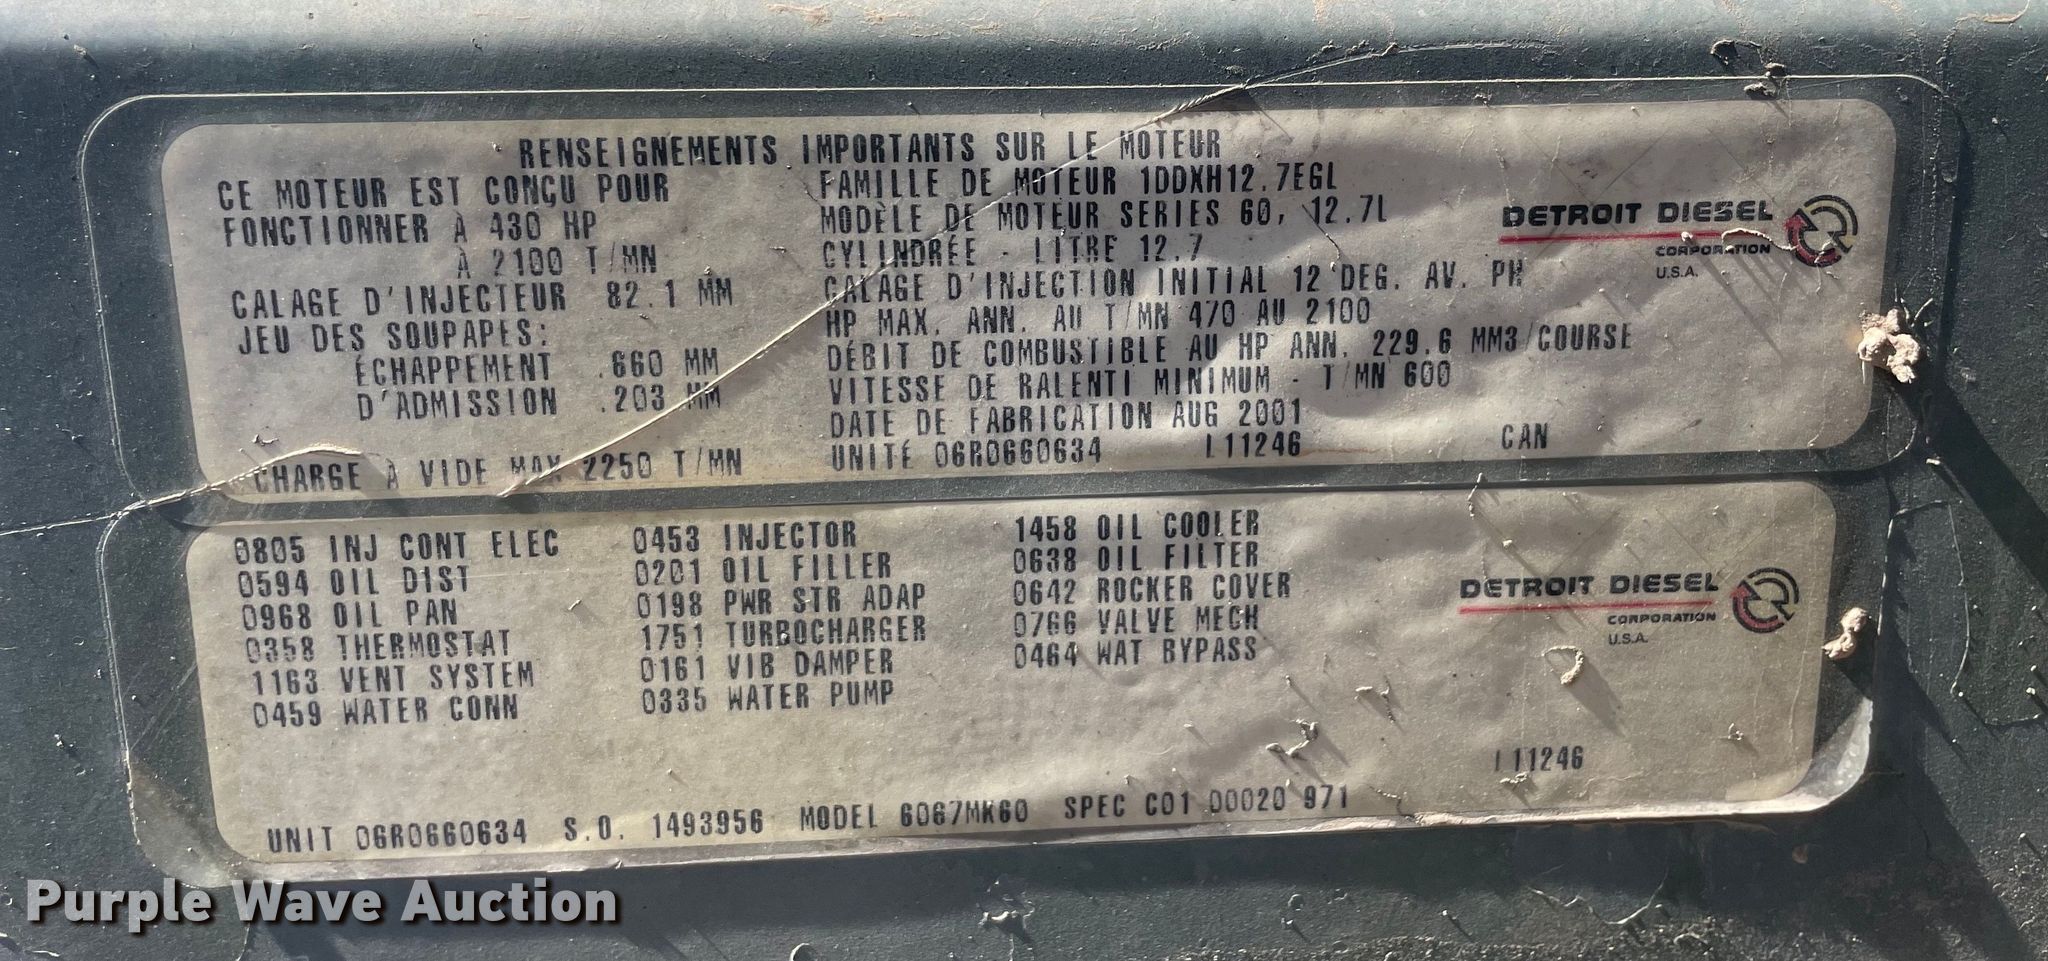 RENSEIGNEMENTS IMPORTANTS SUR LE MOTEUR
CE MOTEUR EST CONÇU POUR
FONCTIONNER À 430 HP
À 2100 T/MN
CALAGE D'INJECTEUR 82.1 MM
JEU DES SOUPAPES:
ÉCHAPPEMENT .660 MM
D'ADMISSION .203 MM
CHARGE À VIDE MAX 2250 T/MN
FAMILLE DE MOTEUR 1DDXH12.7EGL
MODÈLE DE MOTEUR SERIES 60, 12.7L
CYLINDRÉE - LITRE 12.7
CALAGE D'INJECTION INITIAL 12 DEG. AV. PH
HP MAX. ANN. AU T/MN 470 AU 2100
DÉBIT DE COMBUSTIBLE AU HP ANN. 229.6 MM3/COURSE
VITESSE DE RALENTI MINIMUM - T/MN 600
DATE DE FABRICATION AUG 2001
UNITÉ 06R0660634 I11246 CAN
DETROIT DIESEL
CORPORATION
U.S.A.
0805 INJ CONT ELEC
0594 OIL DIST
0968 OIL PAN
0358 THERMOSTAT
1163 VENT SYSTEM
0459 WATER CONN
0453 INJECTOR
0201 OIL FILLER
0198 PWR STR ADAP
1751 TURBOCHARGER
0161 VIB DAMPER
0335 WATER PUMP
1458 OIL COOLER
0638 OIL FILTER
0642 ROCKER COVER
0766 VALVE MECH
0464 WAT BYPASS
DETROIT DIESEL
CORPORATION
U.S.A.
I11246
UNIT 06R0660634 S.O. 1493956 MODEL 6067MK60 SPEC C01 00020 971
Purple Wave Auction